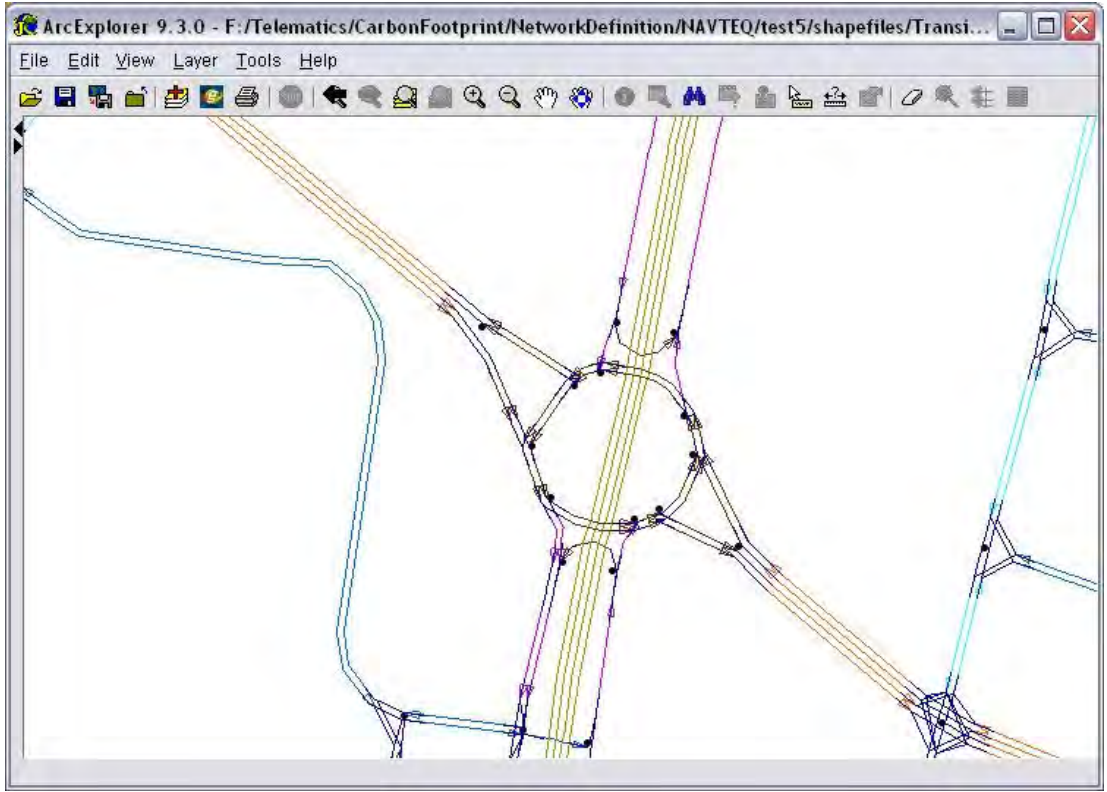 ArcExplorer 9.3.0 - F:/Telematics/CarbonFootprint/NetworkDefinition/NAVTEQ/test5/shapefiles/Transi...
File Edit View Layer Tools Help